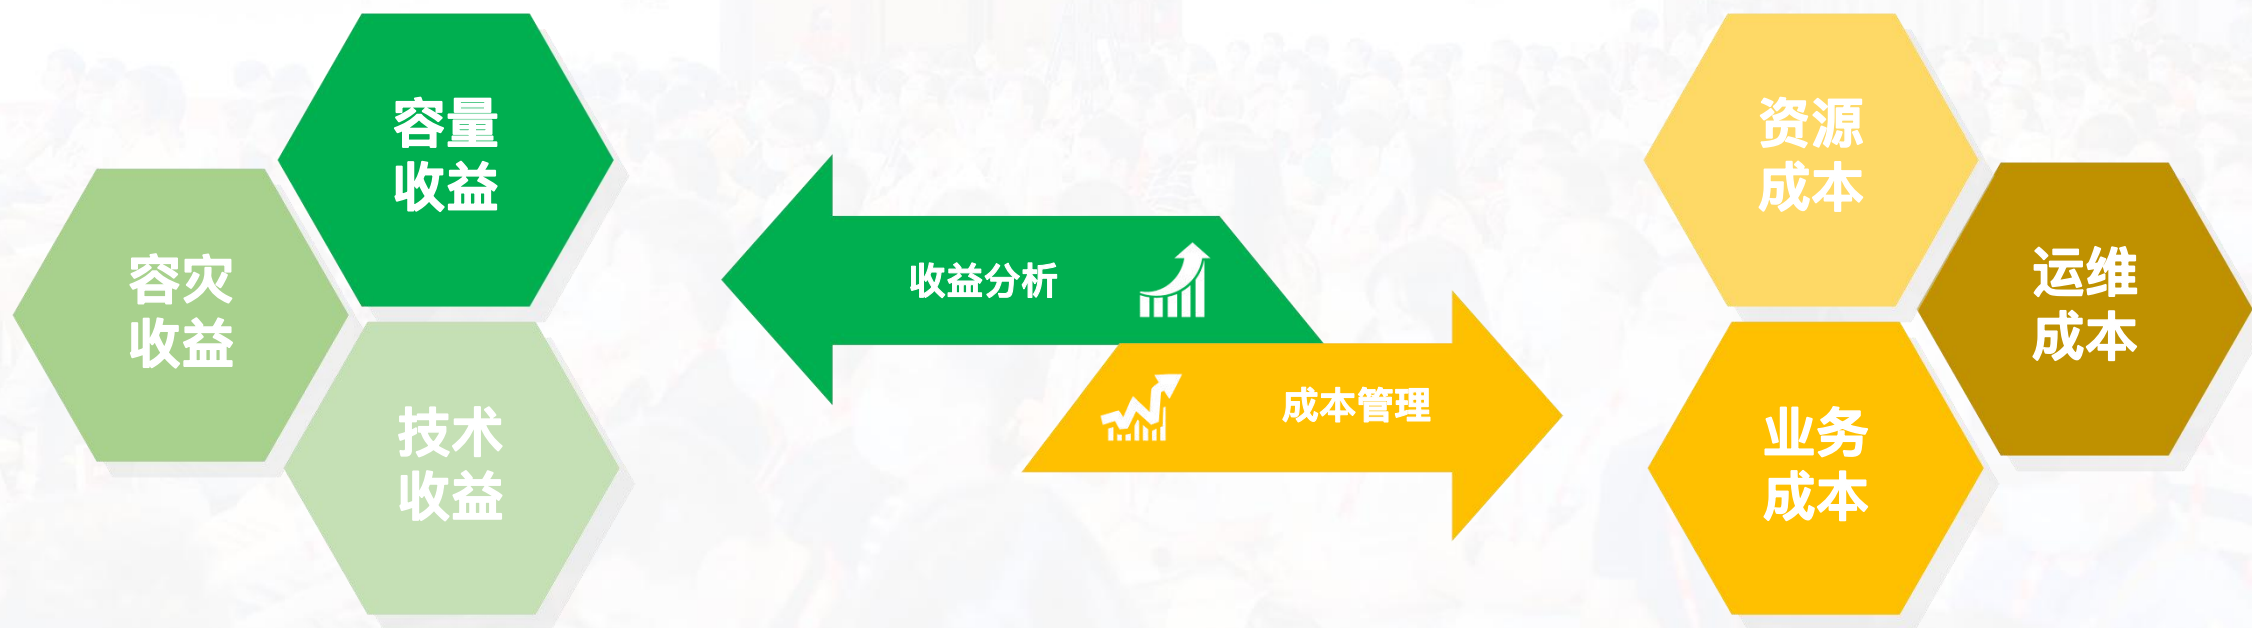 容量
收益
容灾
收益
技术
收益
收益分析
成本管理
资源
成本
运维
成本
业务
成本